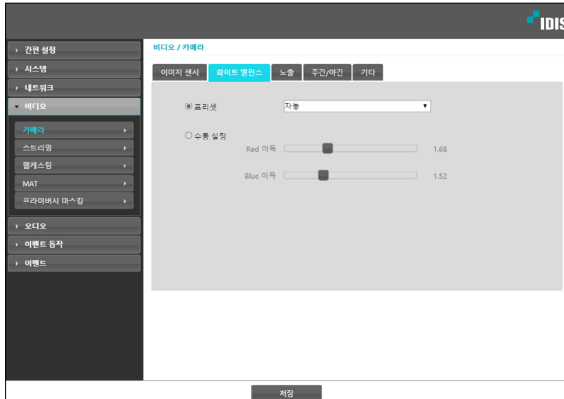 IDIS
간편 설정
시스템
네트워크
비디오
카메라
스트리밍
웹캐스팅
MAT
프라이버시 마스킹
오디오
이벤트 동작
이벤트
비디오 / 카메라
이미지 센서 화이트 밸런스 노출 주간/야간 기타
프리셋 자동
수동 설정
Red 이득 1.68
Blue 이득 1.52
저장